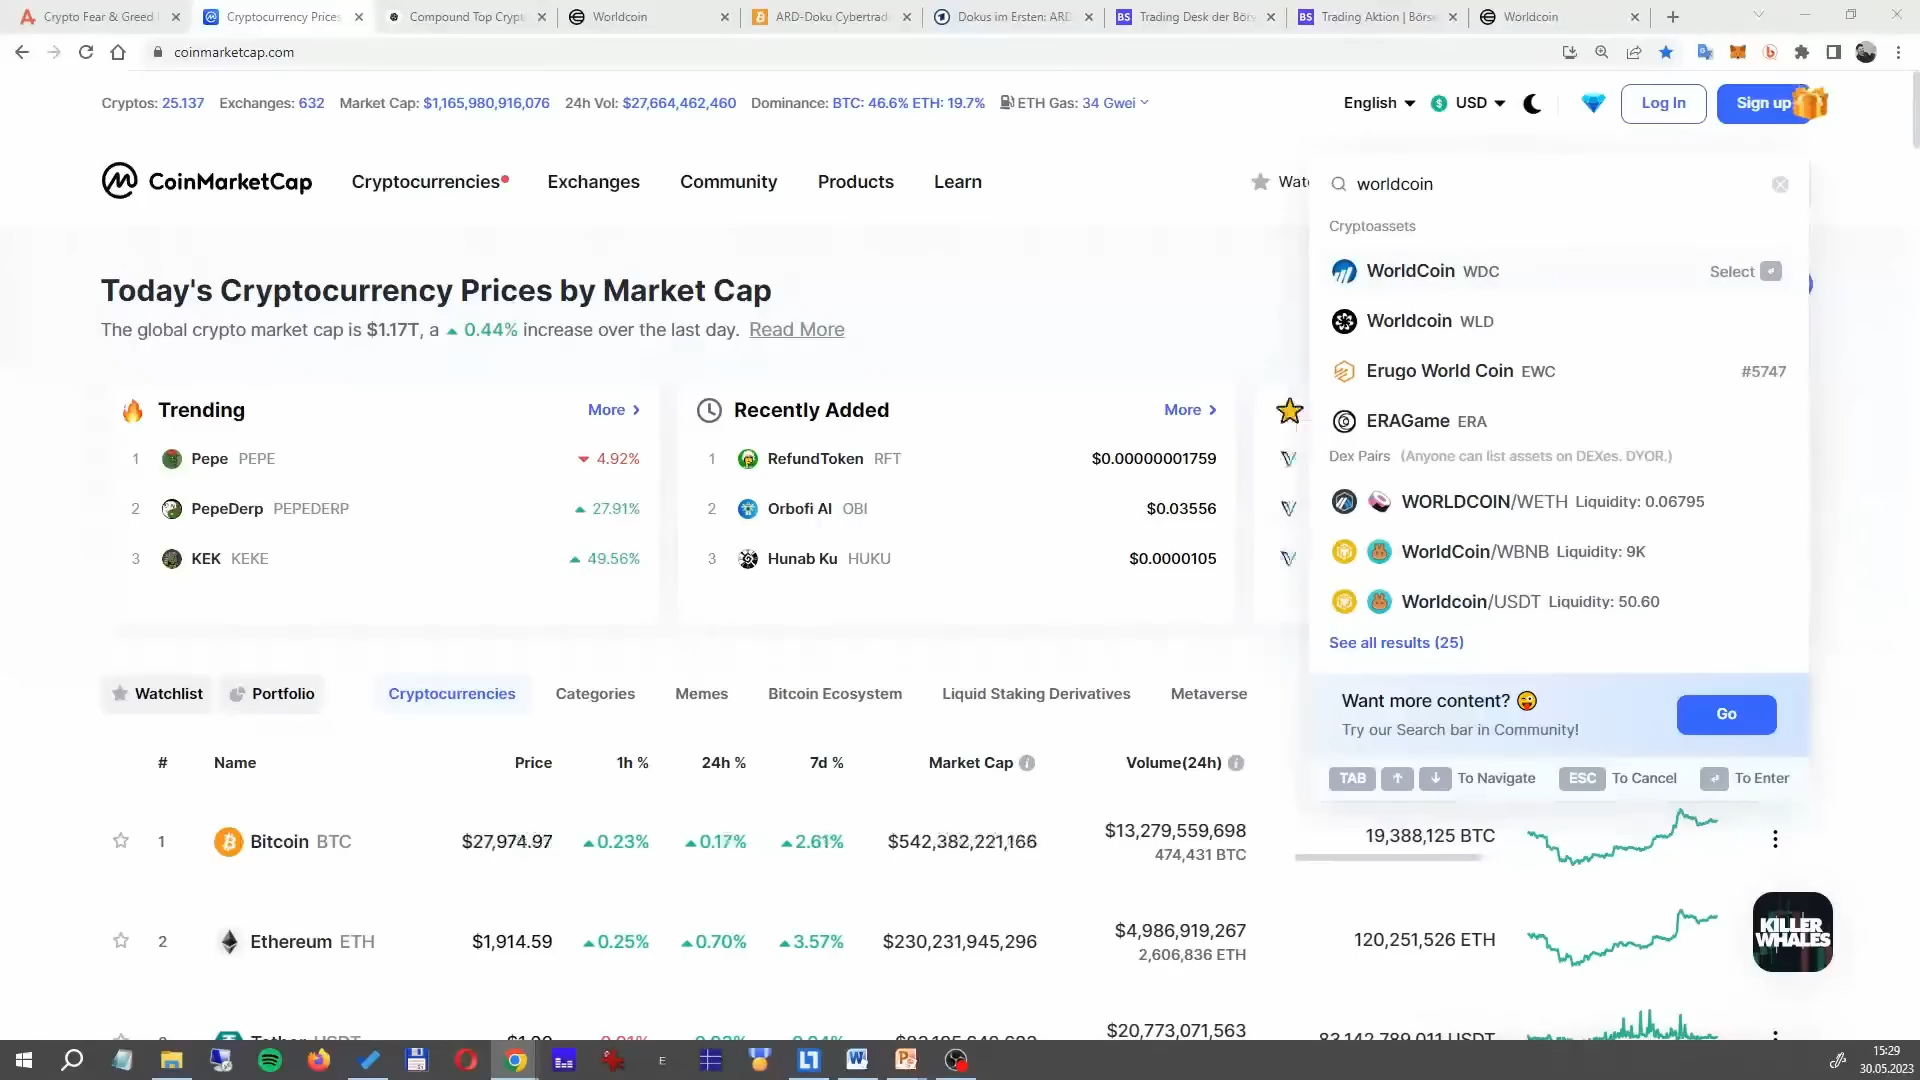 Crypto Fear & Greed
Cryptocurrency Prices
Compound Top Crypt
Worldcoin
ARD-Doku Cybertrad
Dokus im Ersten: ARD
BS Trading Desk der Börs
BS Trading Aktion | Börse
Worldcoin
coinmarketcap.com
Cryptos: 25.137 Exchanges: 632 Market Cap: $1,165,980,916,076 24h Vol: $27,664,462,460 Dominance: BTC: 46.6% ETH: 19.7% ETH Gas: 34 Gwei
English USD Log In Sign up
CoinMarketCap Cryptocurrencies Exchanges Community Products Learn
worldcoin
Cryptoassets
WorldCoin WDC Select
Worldcoin WLD
Erugo World Coin EWC #5747
ERAGame ERA
Dex Pairs (Anyone can list assets on DEXes. DYOR.)
WORLDCOIN/WETH Liquidity: 0.06795
WorldCoin/WBNB Liquidity: 9K
Worldcoin/USDT Liquidity: 50.60
See all results (25)
Want more content?
Try our Search bar in Community!
Go
TAB ↑ ↓ To Navigate ESC To Cancel To Enter
Today's Cryptocurrency Prices by Market Cap
The global crypto market cap is $1.17T, a 0.44% increase over the last day. Read More
Trending More
1 Pepe PEPE 4.92%
2 PepeDerp PEPEDERP 27.91%
3 KEK KEKE 49.56%
Recently Added More
1 RefundToken RFT $0.00000001759
2 Orbofi AI OBI $0.03556
3 Hunab Ku HUKU $0.0000105
Watchlist Portfolio Cryptocurrencies Categories Memes Bitcoin Ecosystem Liquid Staking Derivatives Metaverse
# Name Price 1h % 24h % 7d % Market Cap Volume(24h)
1 Bitcoin BTC $27,974.97 0.23% 0.17% 2.61% $542,382,221,166 $13,279,559,698 19,388,125 BTC
474,431 BTC
2 Ethereum ETH $1,914.59 0.25% 0.70% 3.57% $230,231,945,296 $4,986,919,267 120,251,526 ETH
2,606,836 ETH
KILLER
WHALES
$20,773,071,563
15:29
30.05.2023